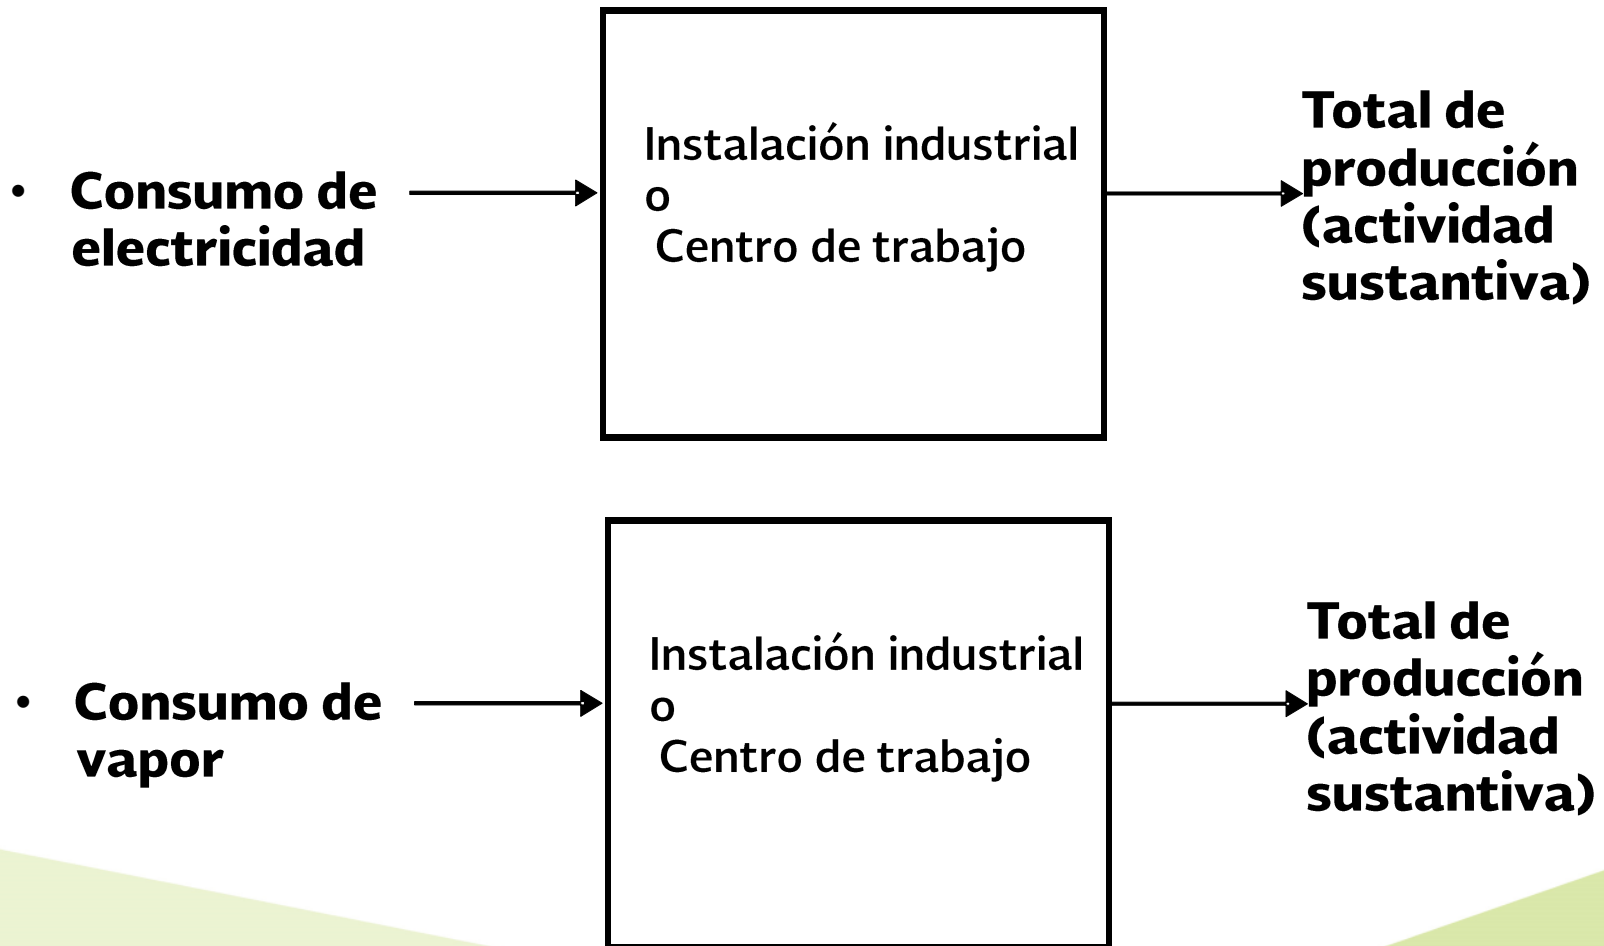 • Consumo de
electricidad
Instalación industrial
o
Centro de trabajo
Total de
producción
(actividad
sustantiva)
• Consumo de
vapor
Instalación industrial
o
Centro de trabajo
Total de
producción
(actividad
sustantiva)